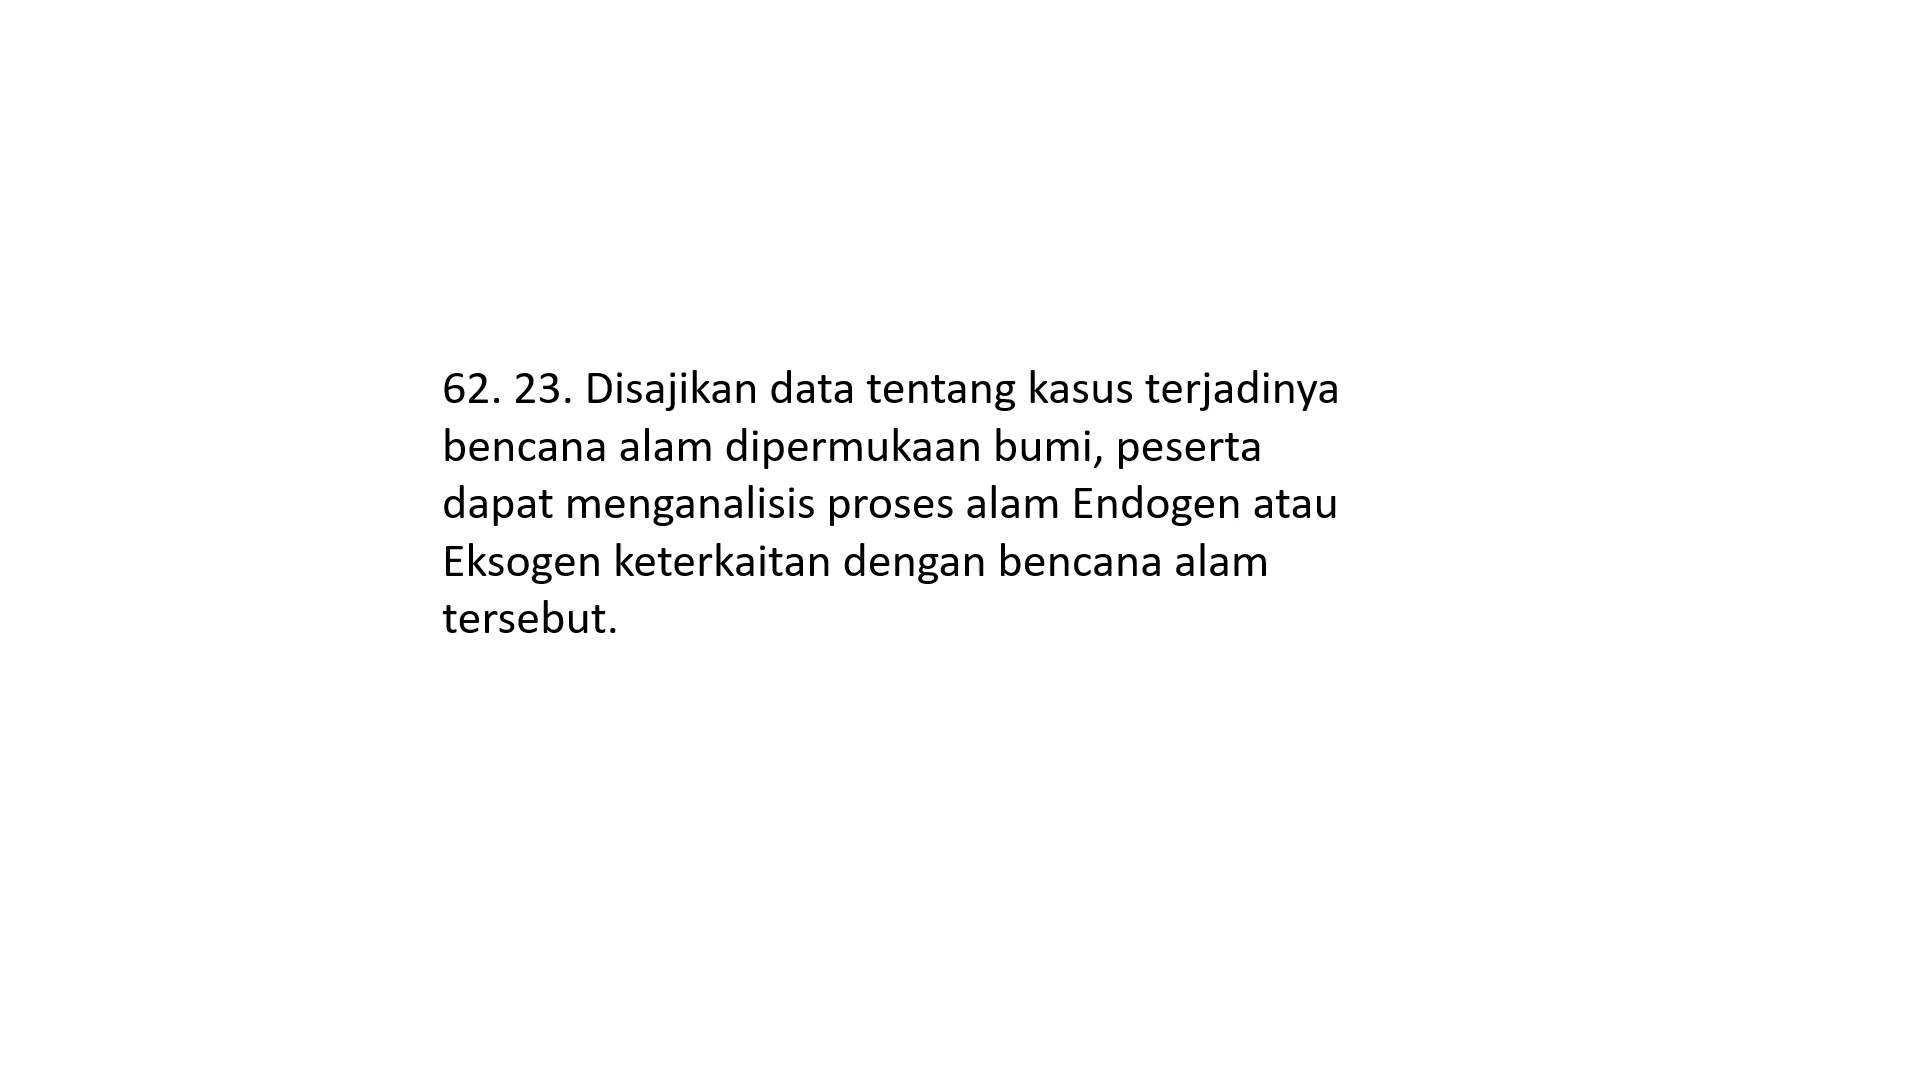 62. 23. Disajikan data tentang kasus terjadinya
bencana alam dipermukaan bumi, peserta
dapat menganalisis proses alam Endogen atau
Eksogen keterkaitan dengan bencana alam
tersebut.